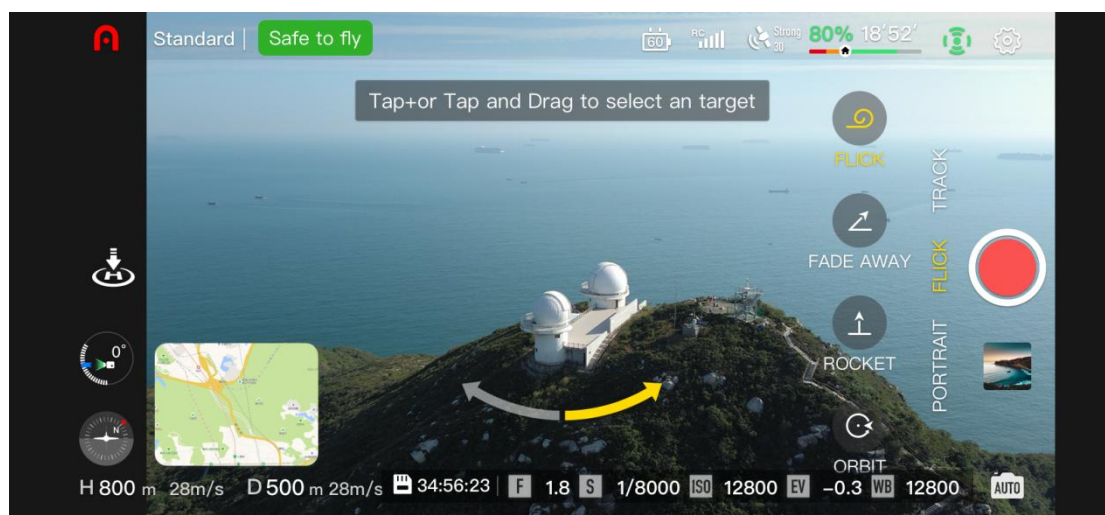 Standard
Safe to fly
60
RC
Strong
30
80% 18'52'
Tap+or Tap and Drag to select an target
FLICK
FADE AWAY
ROCKET
ORBIT
TRACK
FLICK
PORTRAIT
0°
N
H 800 m 28m/s D 500 m 28m/s 34:56:23 F 1.8 S 1/8000 ISO 12800 EV -0.3 WB 12800 AUTO